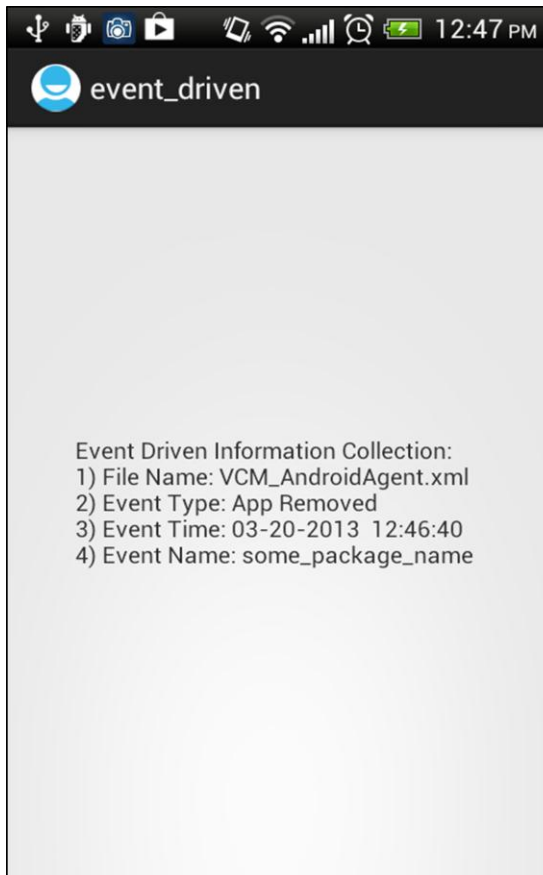 12:47 PM
event_driven
Event Driven Information Collection:
1) File Name: VCM_AndroidAgent.xml
2) Event Type: App Removed
3) Event Time: 03-20-2013  12:46:40
4) Event Name: some_package_name